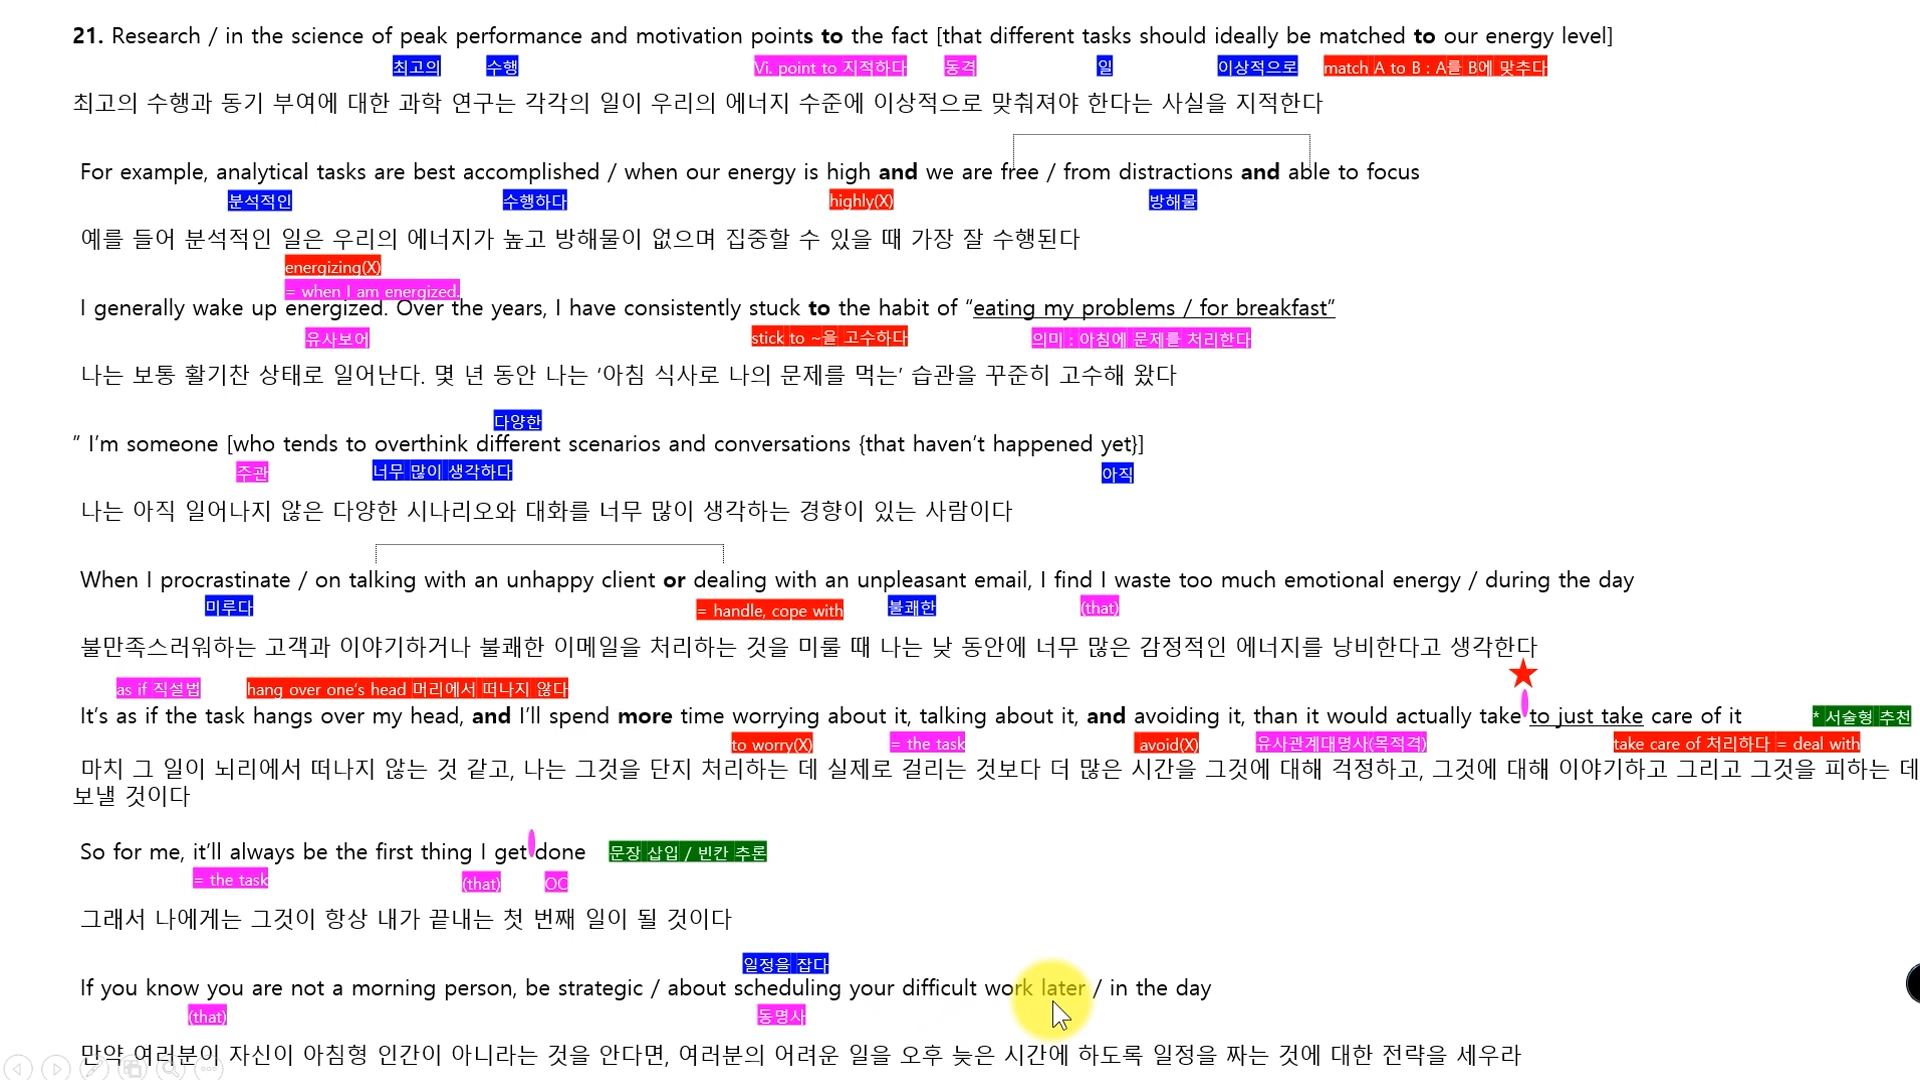 21. Research / in the science of peak performance and motivation points to the fact [that different tasks should ideally be matched to our energy level]
최고의 수행 Vi. point to 지적하다 동격 일 이상적으로 match A to B : A를 B에 맞추다
최고의 수행과 동기 부여에 대한 과학 연구는 각각의 일이 우리의 에너지 수준에 이상적으로 맞춰져야 한다는 사실을 지적한다
For example, analytical tasks are best accomplished / when our energy is high and we are free / from distractions and able to focus
분석적인 수행하다 highly(X) 방해물
예를 들어 분석적인 일은 우리의 에너지가 높고 방해물이 없으며 집중할 수 있을 때 가장 잘 수행된다
energizing(X)
= when I am energized.
I generally wake up energized. Over the years, I have consistently stuck to the habit of “eating my problems / for breakfast”
유사보어 stick to ~을 고수하다 의미 : 아침에 문제를 처리한다
나는 보통 활기찬 상태로 일어난다. 몇 년 동안 나는 ‘아침 식사로 나의 문제를 먹는’ 습관을 꾸준히 고수해 왔다
다양한
” I’m someone [who tends to overthink different scenarios and conversations {that haven’t happened yet}]
주관 너무 많이 생각하다 아직
나는 아직 일어나지 않은 다양한 시나리오와 대화를 너무 많이 생각하는 경향이 있는 사람이다
When I procrastinate / on talking with an unhappy client or dealing with an unpleasant email, I find I waste too much emotional energy / during the day
미루다 = handle, cope with 불쾌한 (that)
불만족스러워하는 고객과 이야기하거나 불쾌한 이메일을 처리하는 것을 미룰 때 나는 낮 동안에 너무 많은 감정적인 에너지를 낭비한다고 생각한다
as if 직설법 hang over one’s head 머리에서 떠나지 않다
It’s as if the task hangs over my head, and I’ll spend more time worrying about it, talking about it, and avoiding it, than it would actually take to just take care of it * 서술형 추천
to worry(X) = the task avoid(X) 유사관계대명사(목적격) take care of 처리하다 = deal with
마치 그 일이 뇌리에서 떠나지 않는 것 같고, 나는 그것을 단지 처리하는 데 실제로 걸리는 것보다 더 많은 시간을 그것에 대해 걱정하고, 그것에 대해 이야기하고 그리고 그것을 피하는 데
보낼 것이다
So for me, it’ll always be the first thing I get done 문장 삽입 / 빈칸 추론
= the task (that) OC
그래서 나에게는 그것이 항상 내가 끝내는 첫 번째 일이 될 것이다
일정을 잡다
If you know you are not a morning person, be strategic / about scheduling your difficult work later / in the day
(that) 동명사
만약 여러분이 자신이 아침형 인간이 아니라는 것을 안다면, 여러분의 어려운 일을 오후 늦은 시간에 하도록 일정을 짜는 것에 대한 전략을 세우라